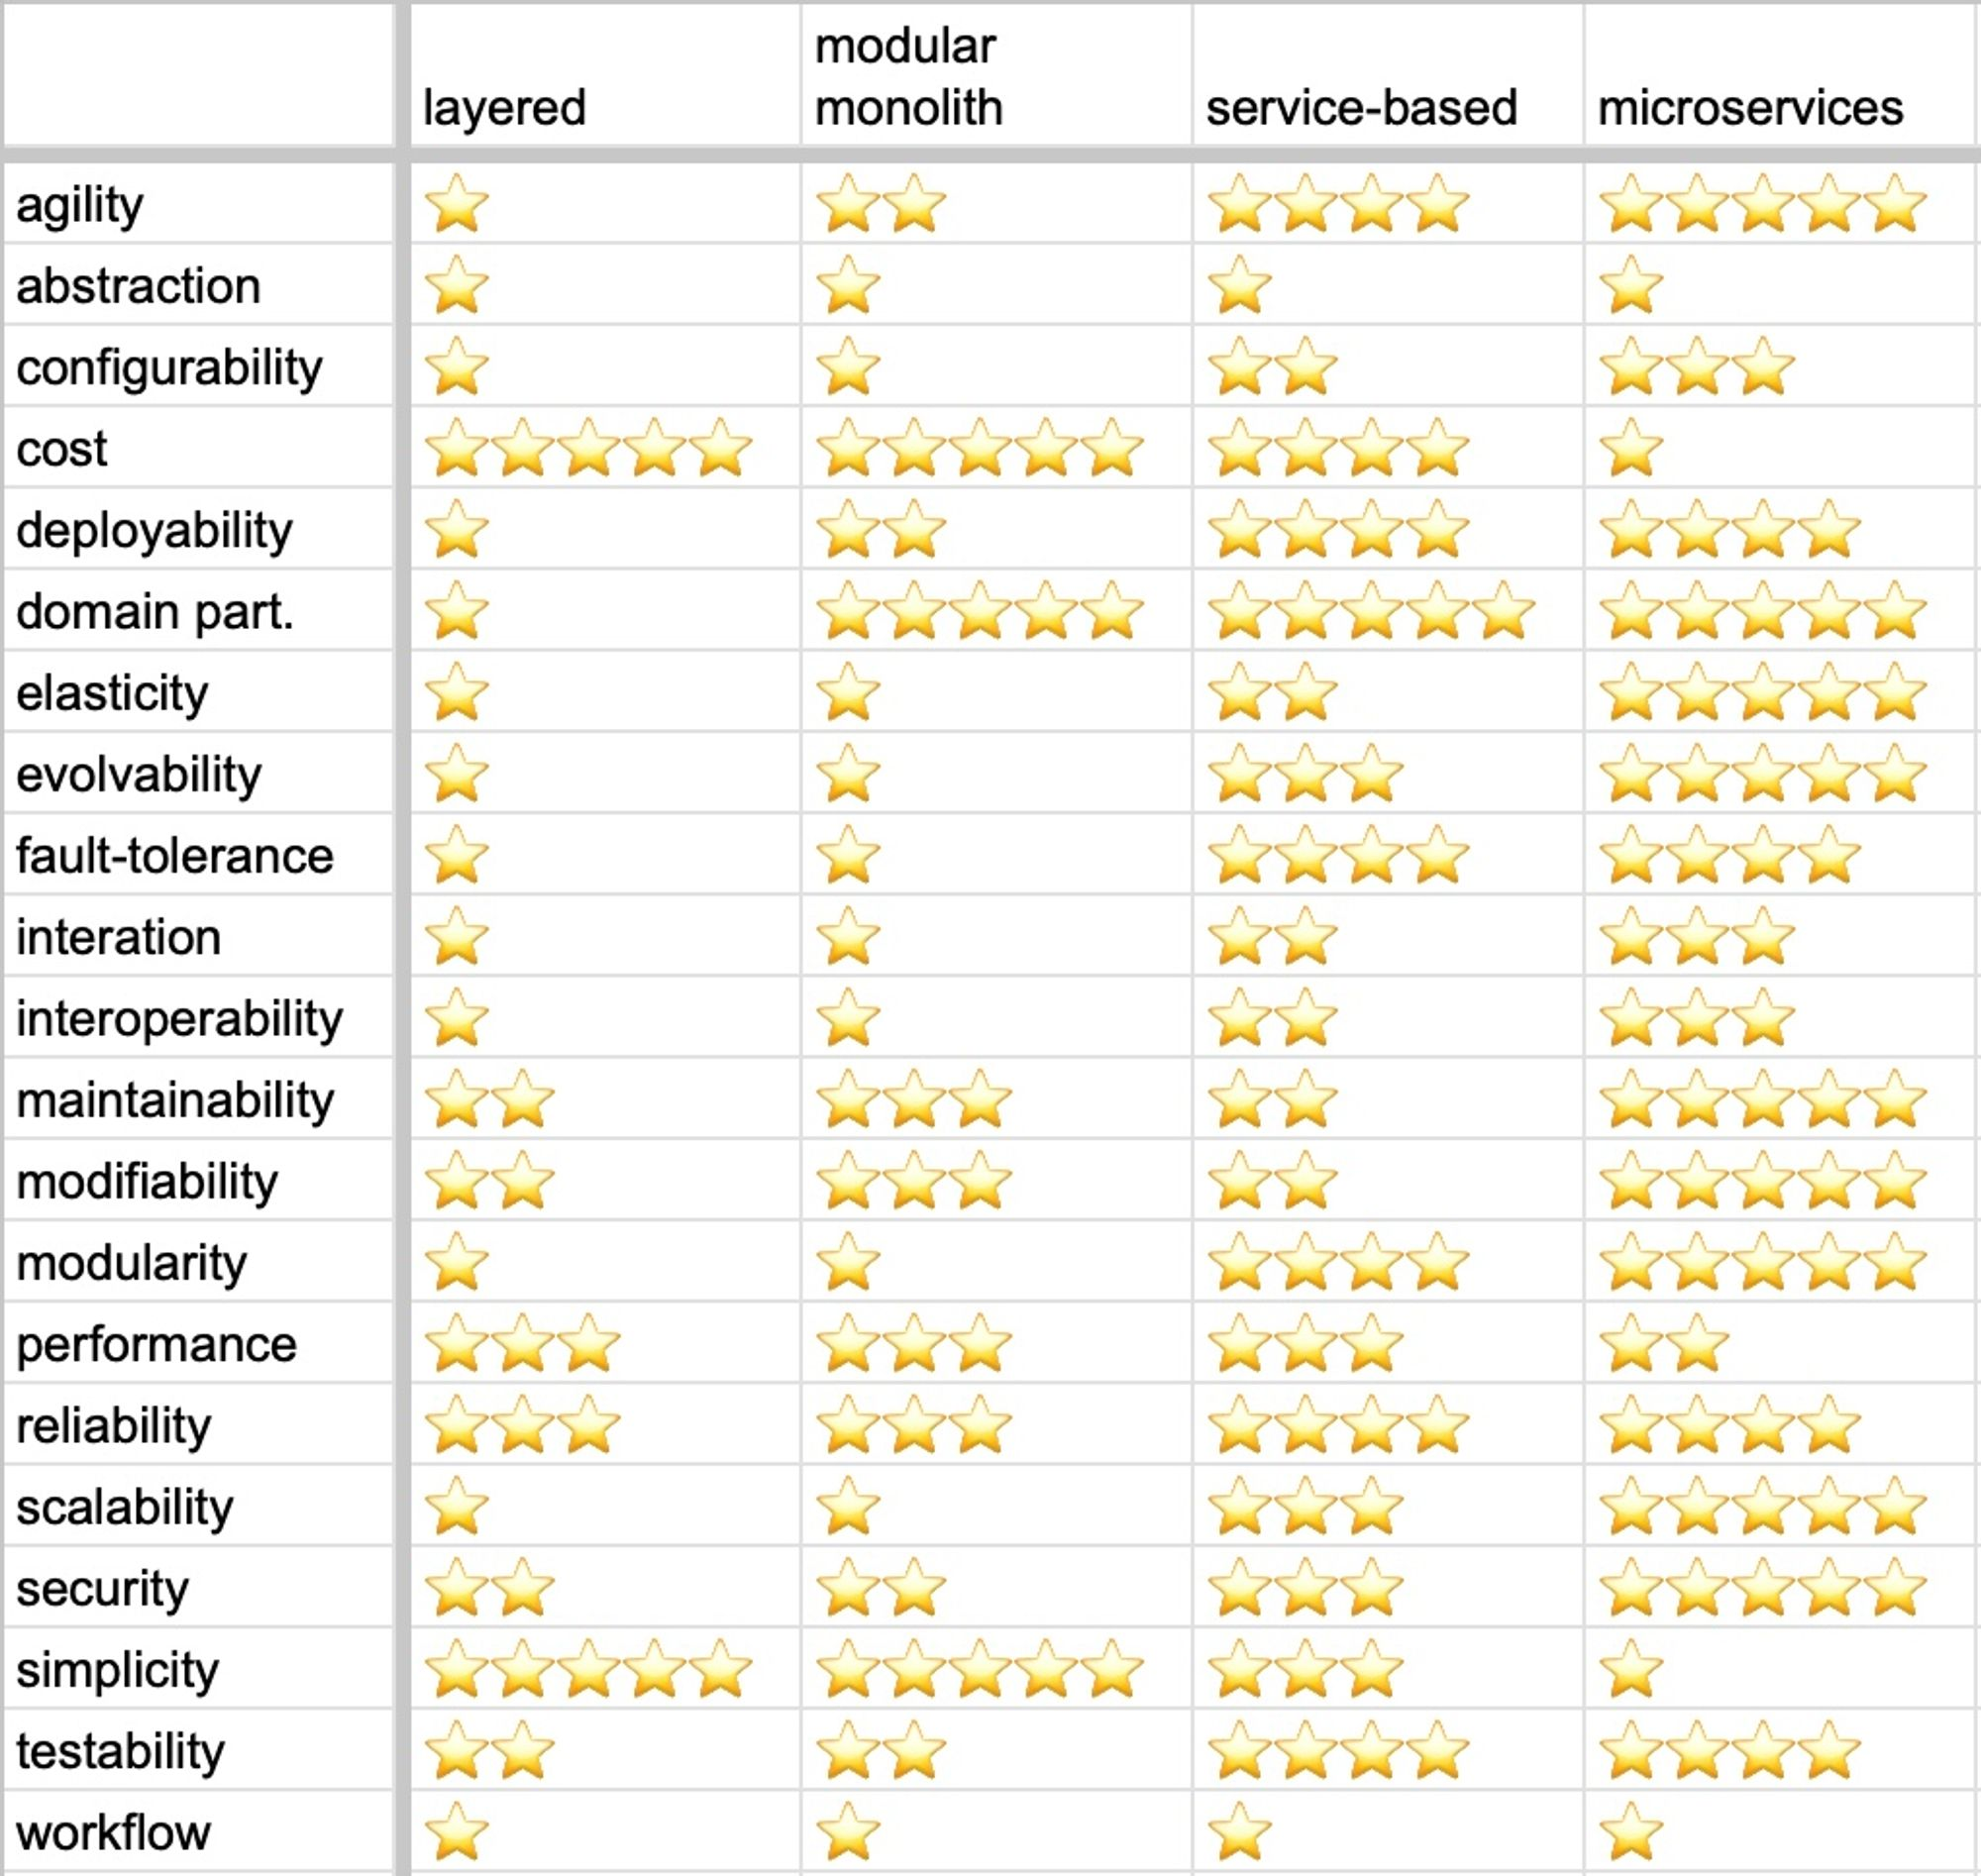 layered
modular
monolith
service-based
microservices
agility ⭐ ⭐⭐ ⭐⭐⭐⭐ ⭐⭐⭐⭐⭐
abstraction ⭐ ⭐ ⭐ ⭐
configurability ⭐ ⭐ ⭐⭐ ⭐⭐⭐
cost ⭐⭐⭐⭐⭐ ⭐⭐⭐⭐⭐ ⭐⭐⭐⭐ ⭐
deployability ⭐ ⭐⭐ ⭐⭐⭐⭐ ⭐⭐⭐⭐
domain part. ⭐ ⭐⭐⭐⭐⭐ ⭐⭐⭐⭐⭐ ⭐⭐⭐⭐⭐
elasticity ⭐ ⭐ ⭐⭐ ⭐⭐⭐⭐⭐
evolvability ⭐ ⭐ ⭐⭐⭐ ⭐⭐⭐⭐⭐
fault-tolerance ⭐ ⭐ ⭐⭐⭐⭐ ⭐⭐⭐⭐
interation ⭐ ⭐ ⭐⭐ ⭐⭐⭐
interoperability ⭐ ⭐ ⭐⭐ ⭐⭐⭐
maintainability ⭐⭐ ⭐⭐⭐ ⭐⭐ ⭐⭐⭐⭐⭐
modifiability ⭐⭐ ⭐⭐⭐ ⭐⭐ ⭐⭐⭐⭐⭐
modularity ⭐ ⭐ ⭐⭐⭐⭐ ⭐⭐⭐⭐⭐
performance ⭐⭐⭐ ⭐⭐⭐ ⭐⭐⭐ ⭐⭐
reliability ⭐⭐⭐ ⭐⭐⭐ ⭐⭐⭐⭐ ⭐⭐⭐⭐
scalability ⭐ ⭐ ⭐⭐⭐ ⭐⭐⭐⭐⭐
security ⭐⭐ ⭐⭐ ⭐⭐⭐ ⭐⭐⭐⭐⭐
simplicity ⭐⭐⭐⭐⭐ ⭐⭐⭐⭐⭐ ⭐⭐⭐ ⭐
testability ⭐⭐ ⭐⭐ ⭐⭐⭐⭐ ⭐⭐⭐⭐
workflow ⭐ ⭐ ⭐ ⭐